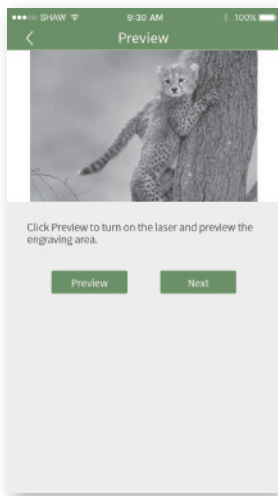 SHAW 9:30 AM 100%
Preview
Click Preview to turn on the laser and preview the
engraving area.
Preview Next